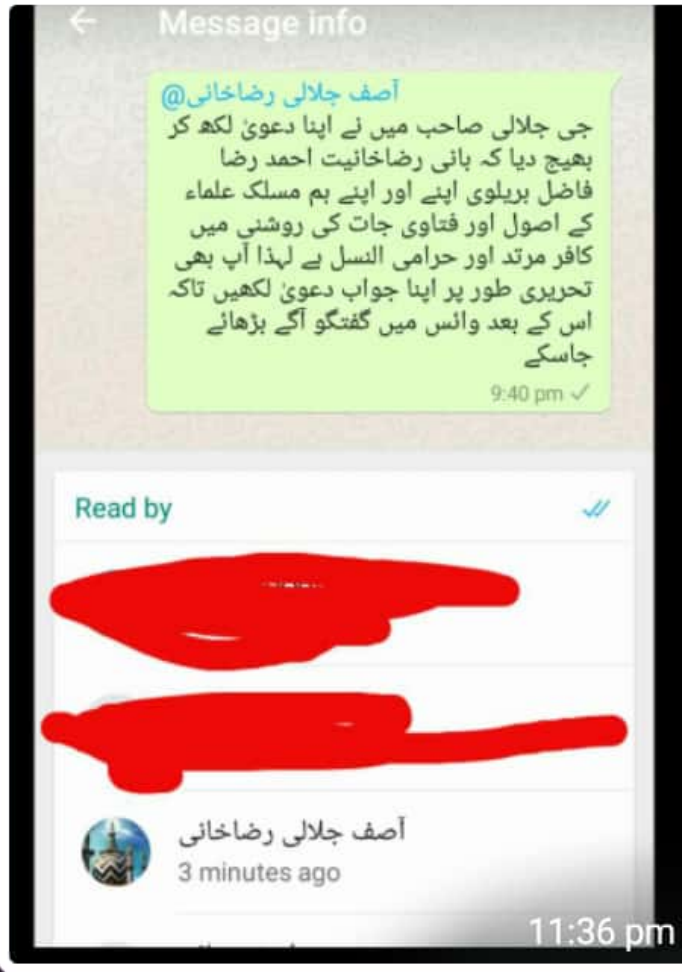 Message info
@آصف جلالی رضاخانی
جی جلالی صاحب میں نے اپنا دعویٰ لکھ کر
بھیج دیا کہ بانی رضاخانیت احمد رضا
فاضل بریلوی اپنے اور اپنے ہم مسلک علماء
کے اصول اور فتاوی جات کی روشنی میں
کافر مرتد اور حرامی النسل ہے لہذا آپ بھی
تحریری طور پر اپنا جواب دعویٰ لکھیں تاکہ
اس کے بعد وائس میں گفتگو آگے بڑھائے
جاسکے
9:40 pm
Read by
آصف جلالی رضاخانی
3 minutes ago
11:36 pm